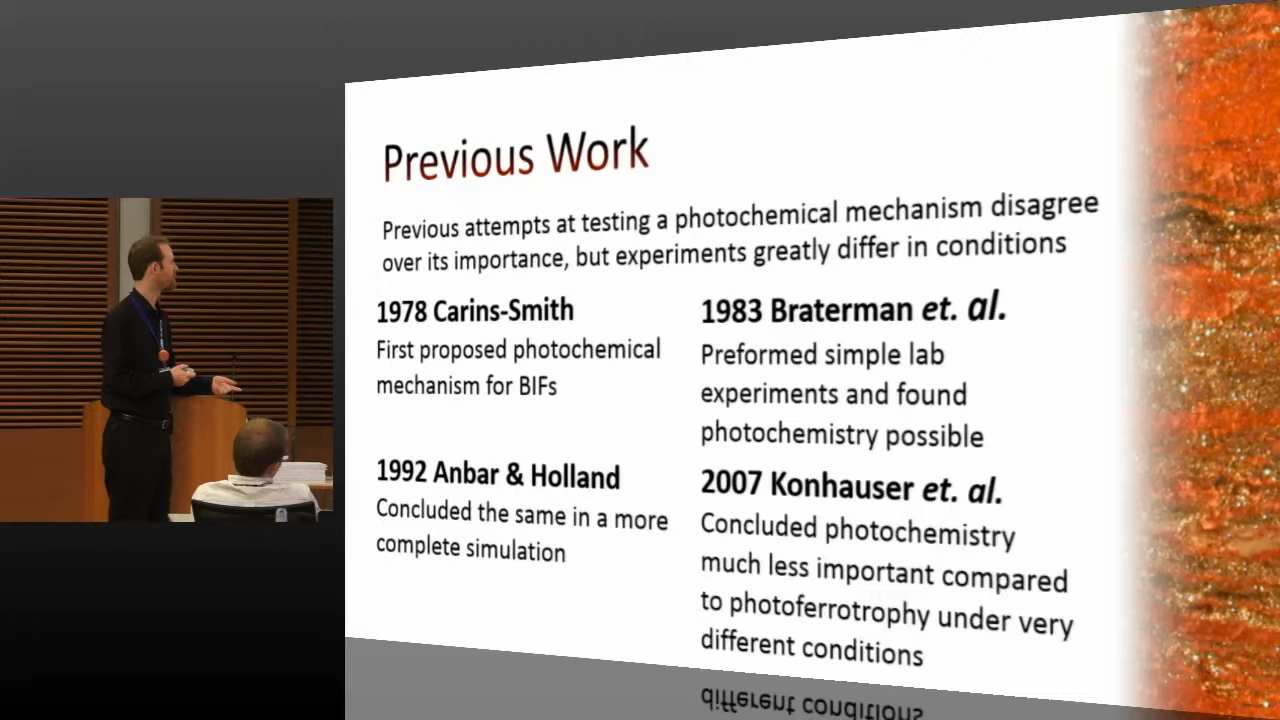 Previous Work
Previous attempts at testing a photochemical mechanism disagree
over its importance, but experiments greatly differ in conditions
1978 Carins-Smith
First proposed photochemical
mechanism for BIFs
1983 Braterman et. al.
Preformed simple lab
experiments and found
photochemistry possible
1992 Anbar & Holland
Concluded the same in a more
complete simulation
2007 Konhauser et. al.
Concluded photochemistry
much less important compared
to photoferrotrophy under very
different conditions
different conditions